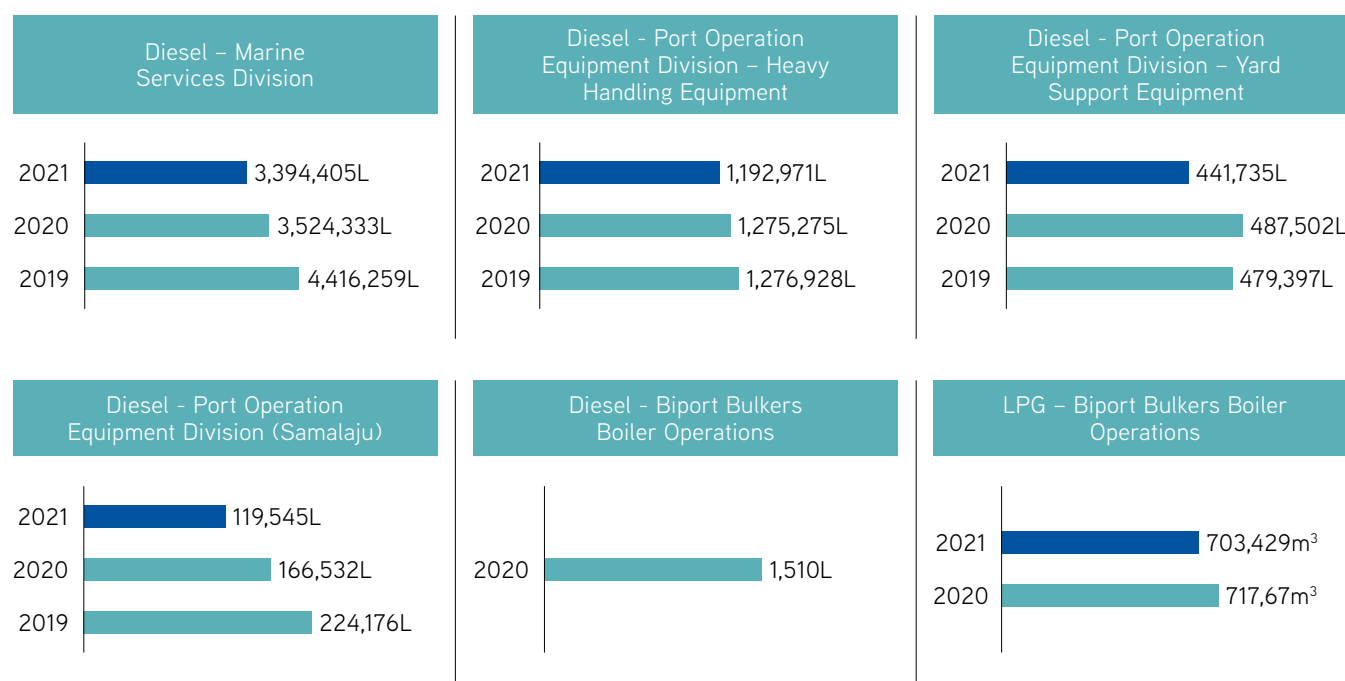 Diesel – Marine
Services Division
2021 3,394,405L
2020 3,524,333L
2019 4,416,259L
Diesel - Port Operation
Equipment Division – Heavy
Handling Equipment
2021 1,192,971L
2020 1,275,275L
2019 1,276,928L
Diesel - Port Operation
Equipment Division – Yard
Support Equipment
2021 441,735L
2020 487,502L
2019 479,397L
Diesel - Port Operation
Equipment Division (Samalaju)
2021 119,545L
2020 166,532L
2019 224,176L
Diesel - Biport Bulkers
Boiler Operations
2020 1,510L
LPG – Biport Bulkers Boiler
Operations
2021 703,429m³
2020 717,67m³